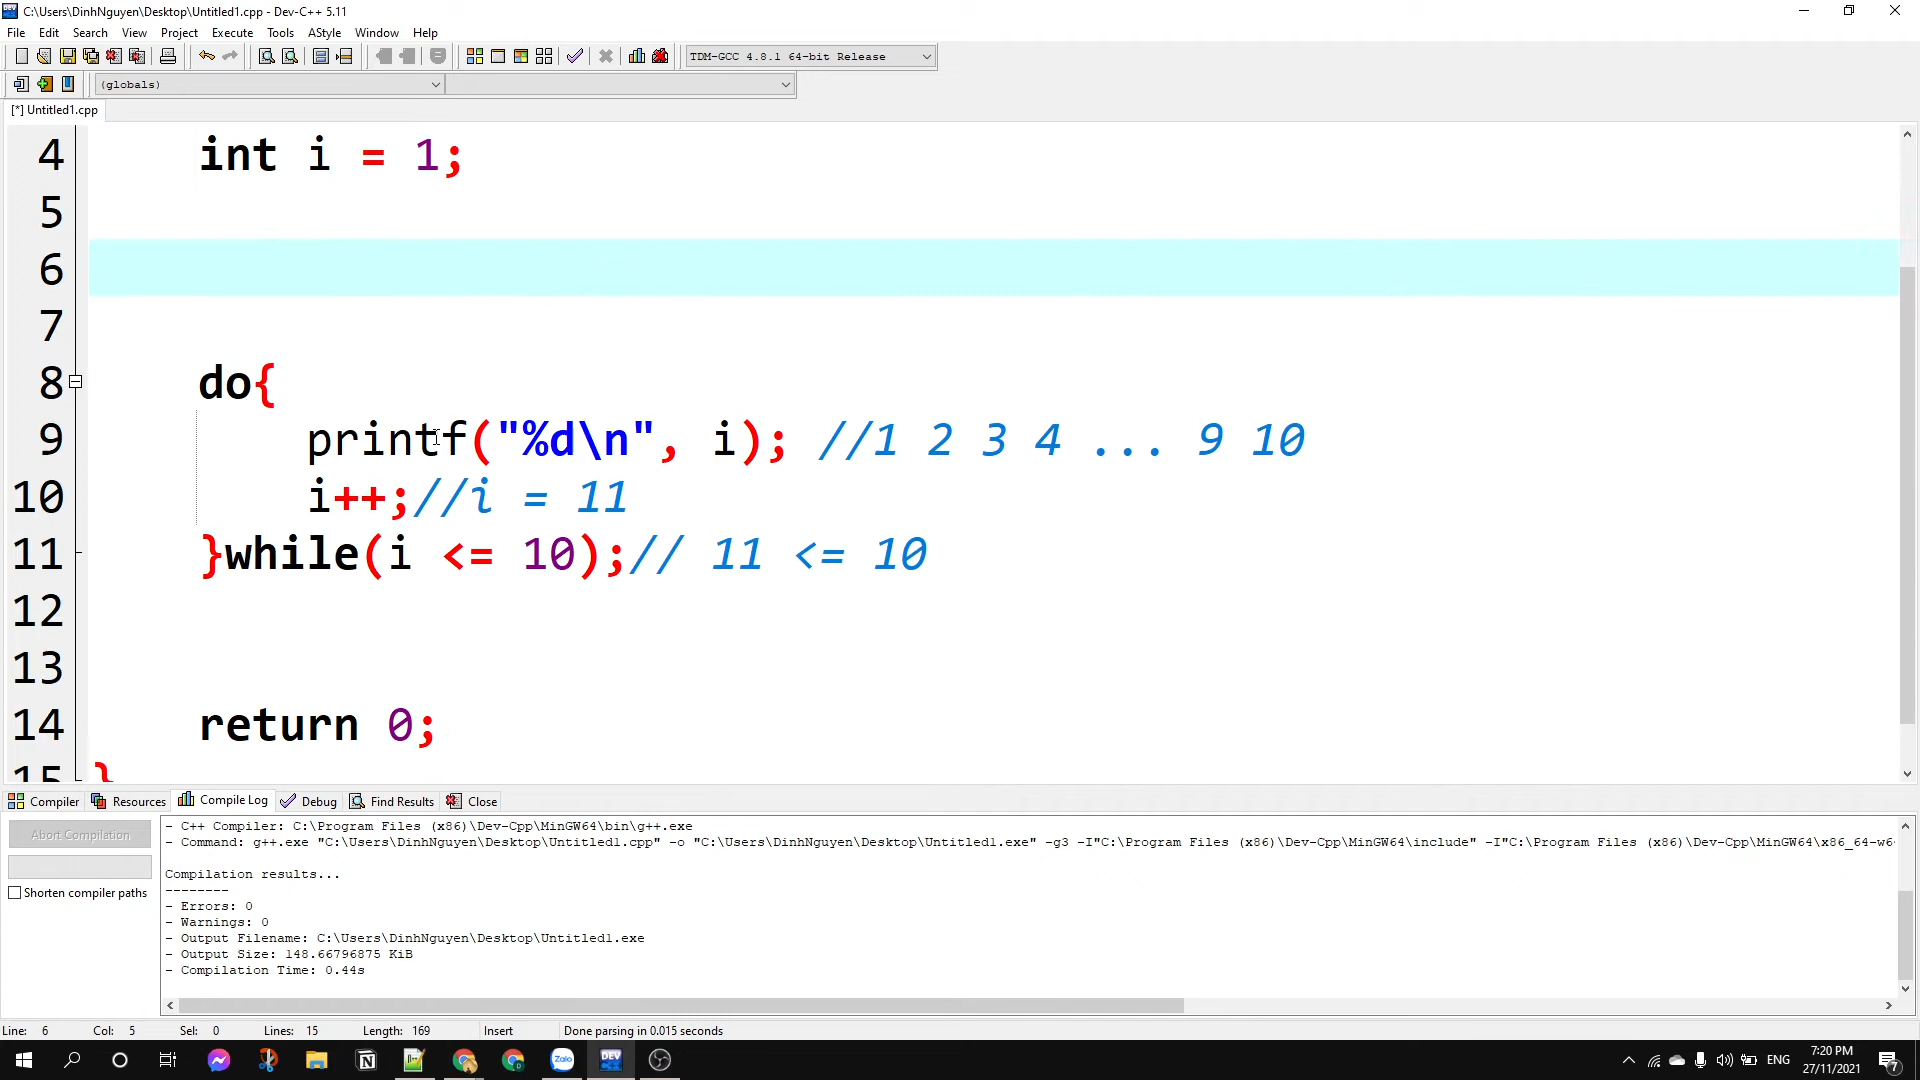 C:\Users\DinhNguyen\Desktop\Untitled1.cpp - Dev-C++ 5.11
File Edit Search View Project Execute Tools AStyle Window Help
TDM-GCC 4.8.1 64-bit Release
(globals)
[*] Untitled1.cpp
4 int i = 1;
5
6
7
8 do{
9 printf("%d\n", i); //1 2 3 4 ... 9 10
10 i++;//i = 11
11 }while(i <= 10);// 11 <= 10
12
13
14 return 0;
15 }
Compiler Resources Compile Log Debug Find Results Close
Abort Compilation
Shorten compiler paths
- C++ Compiler: C:\Program Files (x86)\Dev-Cpp\MinGW64\bin\g++.exe
- Command: g++.exe "C:\Users\DinhNguyen\Desktop\Untitled1.cpp" -o "C:\Users\DinhNguyen\Desktop\Untitled1.exe" -g3 -I"C:\Program Files (x86)\Dev-Cpp\MinGW64\include" -I"C:\Program Files (x86)\Dev-Cpp\MinGW64\x86_64-w6
Compilation results...
--------
- Errors: 0
- Warnings: 0
- Output Filename: C:\Users\DinhNguyen\Desktop\Untitled1.exe
- Output Size: 148.66796875 KiB
- Compilation Time: 0.44s
Line: 6 Col: 5 Sel: 0 Lines: 15 Length: 169 Insert Done parsing in 0.015 seconds
Zalo
DEV
ENG
7:20 PM
27/11/2021
7